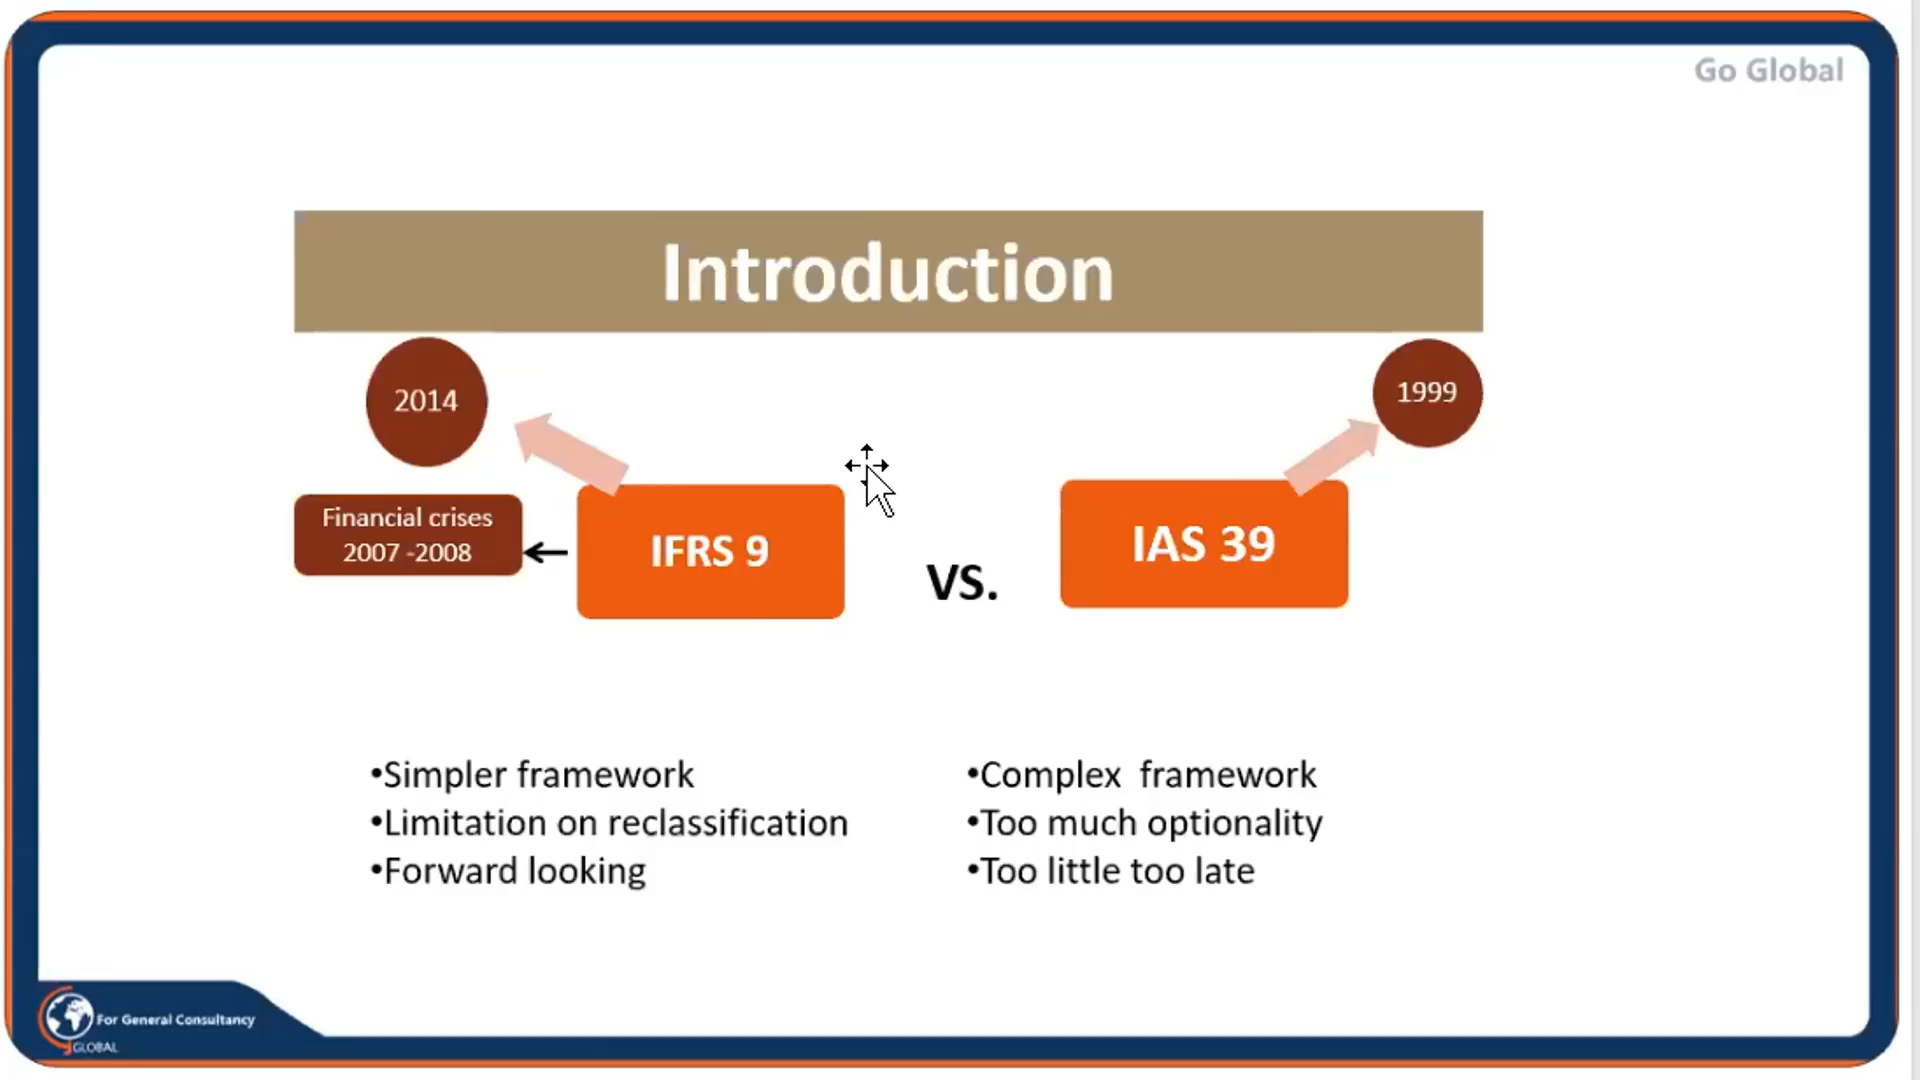 Go Global
Introduction
2014
1999
Financial crises
2007 -2008
IFRS 9
VS.
IAS 39
•Simpler framework
•Limitation on reclassification
•Forward looking
•Complex  framework
•Too much optionality
•Too little too late
For General Consultancy
GLOBAL